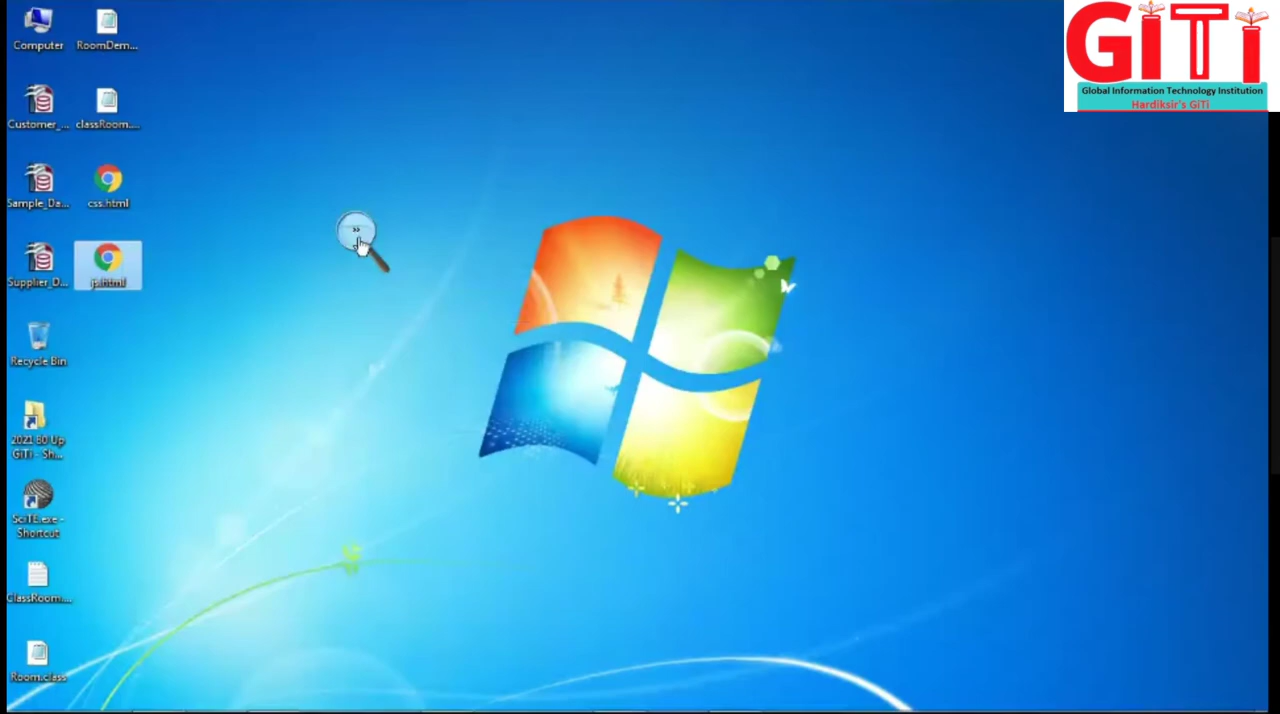 Computer
RoomDem...
Customer_...
classRoom....
Sample_Da...
css.html
Supplier_D...
js.html
Recycle Bin
2021 80 Up
GiTi - Sh...
SciTE.exe -
Shortcut
ClassRoom....
Room.class
»
GiTi
Global Information Technology Institution
Hardiksir's GiTi